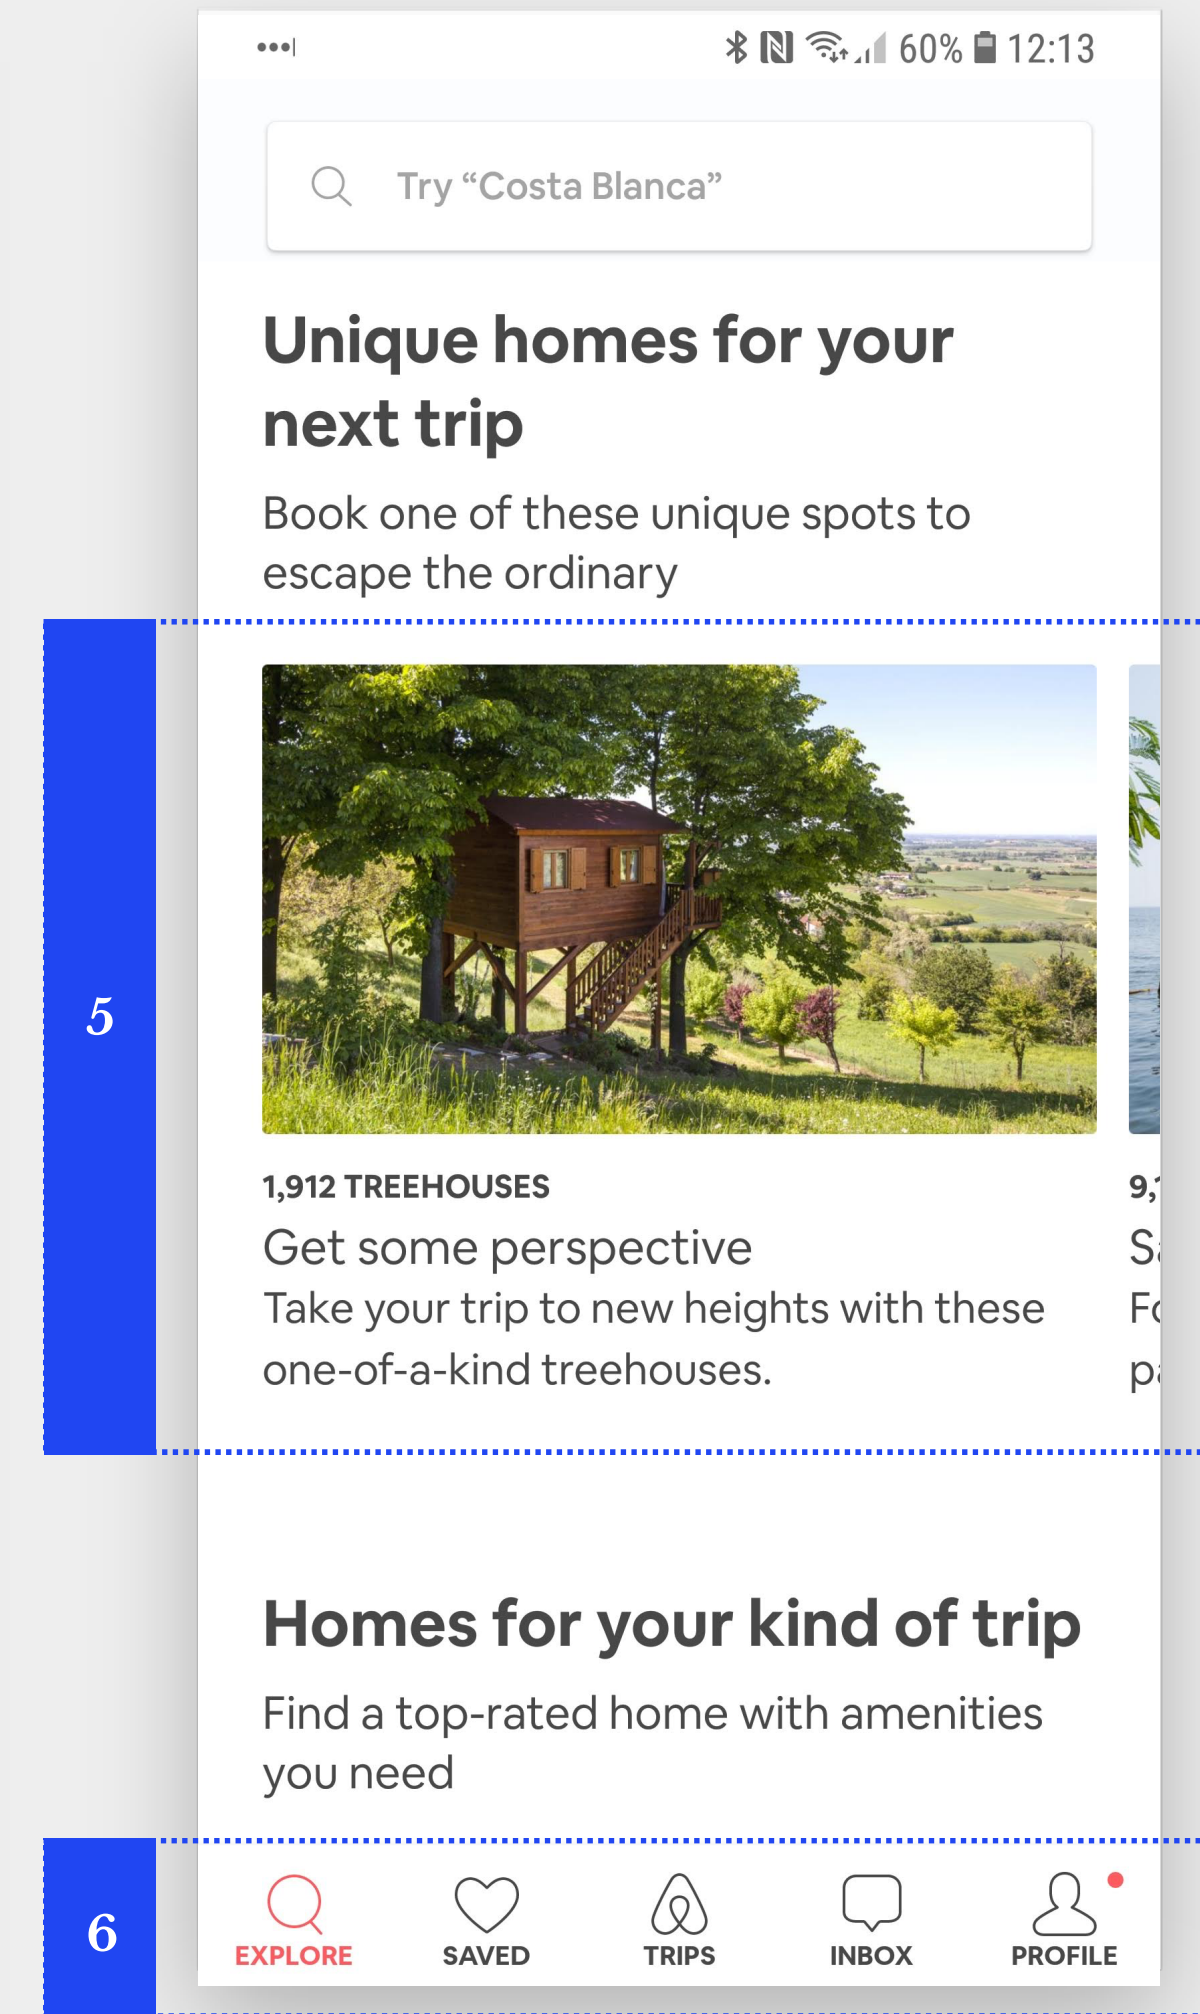 60% 12:13
Try “Costa Blanca”
Unique homes for your
next trip
Book one of these unique spots to
escape the ordinary
5
1,912 TREEHOUSES
Get some perspective
Take your trip to new heights with these
one-of-a-kind treehouses.
Homes for your kind of trip
Find a top-rated home with amenities
you need
6
EXPLORE SAVED TRIPS INBOX PROFILE